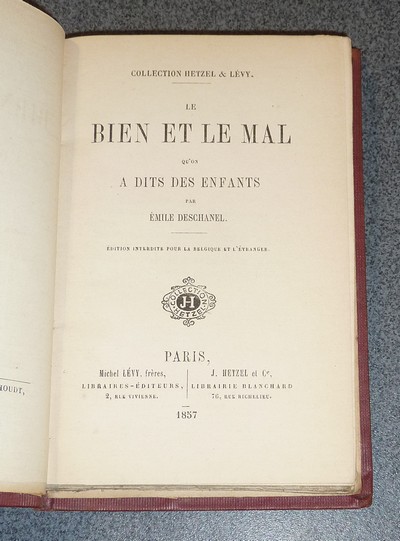 COLLECTION HETZEL & LÉVY.
LE
BIEN ET LE MAL
QU'ON
A DITS DES ENFANTS
PAR
ÉMILE DESCHANEL.
ÉDITION INTERDITE POUR LA BELGIQUE ET L'ÉTRANGER.
COLLECTION
H
HETZEL
PARIS,
Michel LÉVY, frères,
LIBRAIRES-ÉDITEURS,
2, RUE VIVIENNE.
J. HETZEL et Cie,
LIBRAIRIE BLANCHARD
76, RUE RICHELIEU.
1857